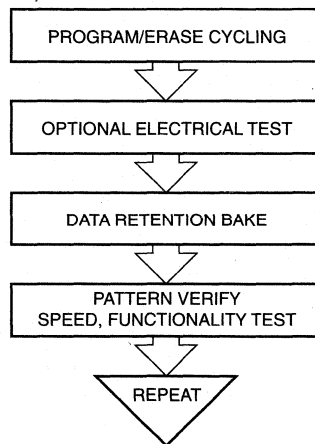 PROGRAM/ERASE CYCLING
OPTIONAL ELECTRICAL TEST
DATA RETENTION BAKE
PATTERN VERIFY
SPEED, FUNCTIONALITY TEST
REPEAT